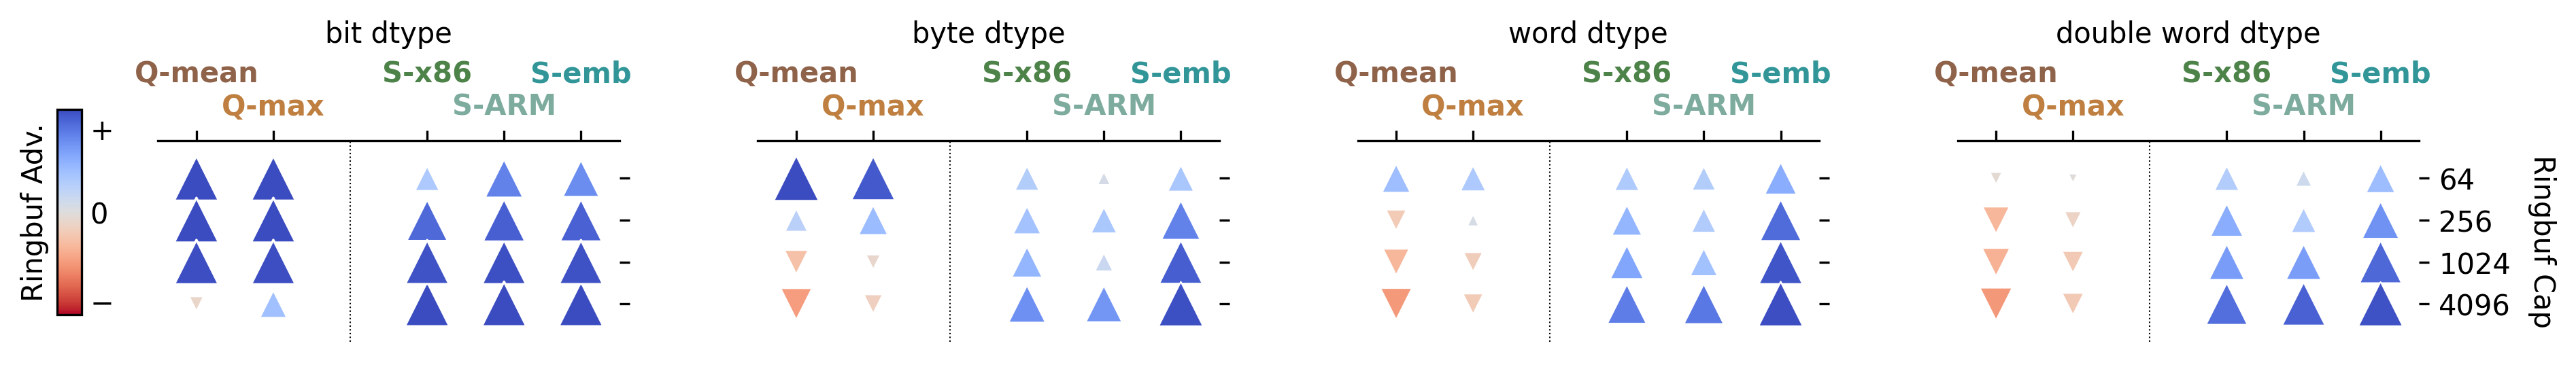 bit dtype
Q-mean S-x86 S-emb
Q-max S-ARM
byte dtype
Q-mean S-x86 S-emb
Q-max S-ARM
word dtype
Q-mean S-x86 S-emb
Q-max S-ARM
double word dtype
Q-mean S-x86 S-emb
Q-max S-ARM
Ringbuf Adv.
+
0
−
64
256
1024
4096
Ringbuf Cap